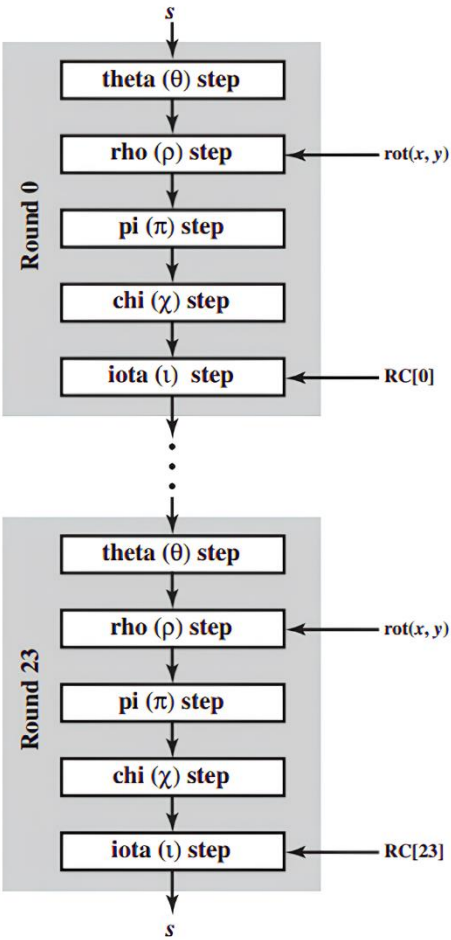 s
theta (θ) step
rho (ρ) step
rot(x, y)
pi (π) step
chi (χ) step
iota (ι) step
RC[0]
Round 0
theta (θ) step
rho (ρ) step
rot(x, y)
pi (π) step
chi (χ) step
iota (ι) step
RC[23]
Round 23
s